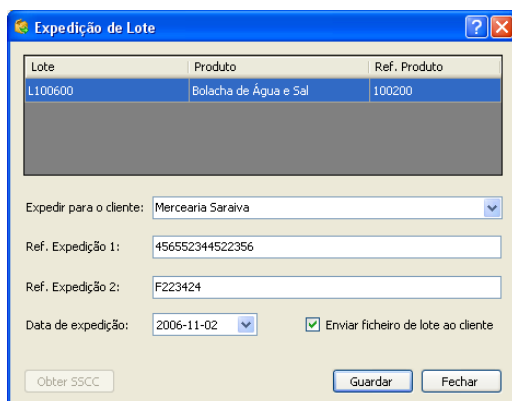 Expedição de Lote
Lote Produto Ref. Produto
L100600 Bolacha de Água e Sal 100200
Expedir para o cliente: Mercearia Saraiva
Ref. Expedição 1: 456552344522356
Ref. Expedição 2: F223424
Data de expedição: 2006-11-02 Enviar ficheiro de lote ao cliente
Obter SSCC Guardar Fechar